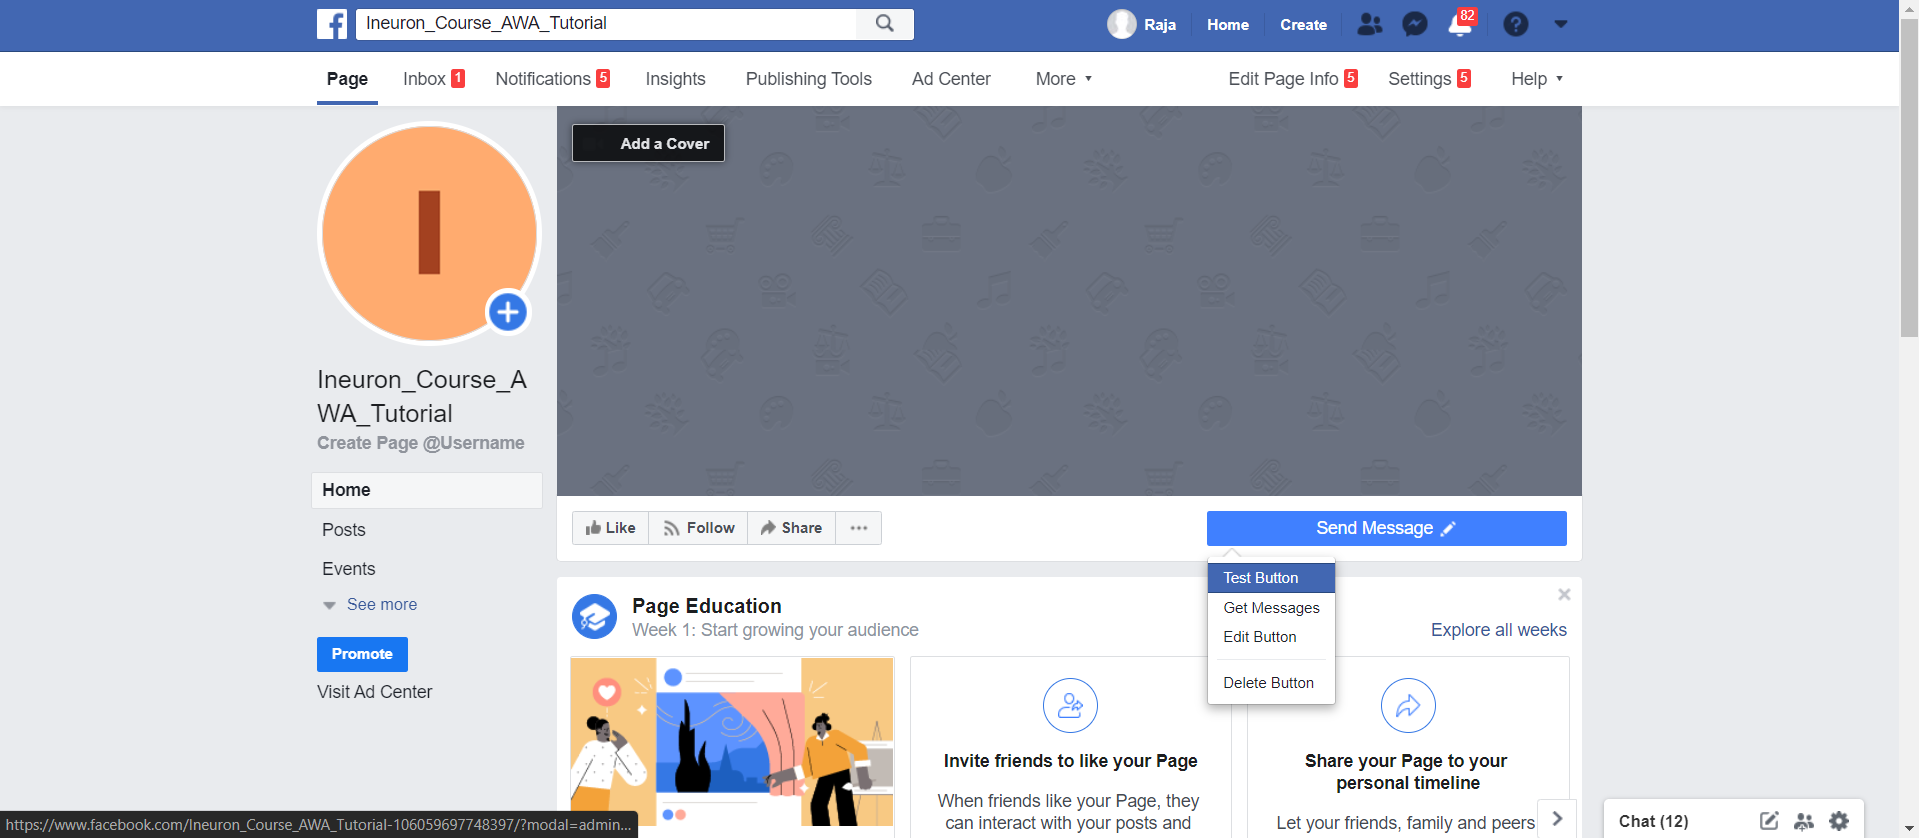 Ineuron_Course_AWA_Tutorial
Raja
Home
Create
82
Page
Inbox 1
Notifications 5
Insights
Publishing Tools
Ad Center
More
Edit Page Info 5
Settings 5
Help
Add a Cover
I
Ineuron_Course_A
WA_Tutorial
Create Page @Username
Home
Posts
Events
See more
Promote
Visit Ad Center
Like
Follow
Share
Send Message
Test Button
Get Messages
Edit Button
Delete Button
Page Education
Week 1: Start growing your audience
Explore all weeks
Invite friends to like your Page
When friends like your Page, they
can interact with your posts and
Share your Page to your
personal timeline
Let your friends, family and peers
Chat (12)
https://www.facebook.com/Ineuron_Course_AWA_Tutorial-106059697748397/?modal=admin...